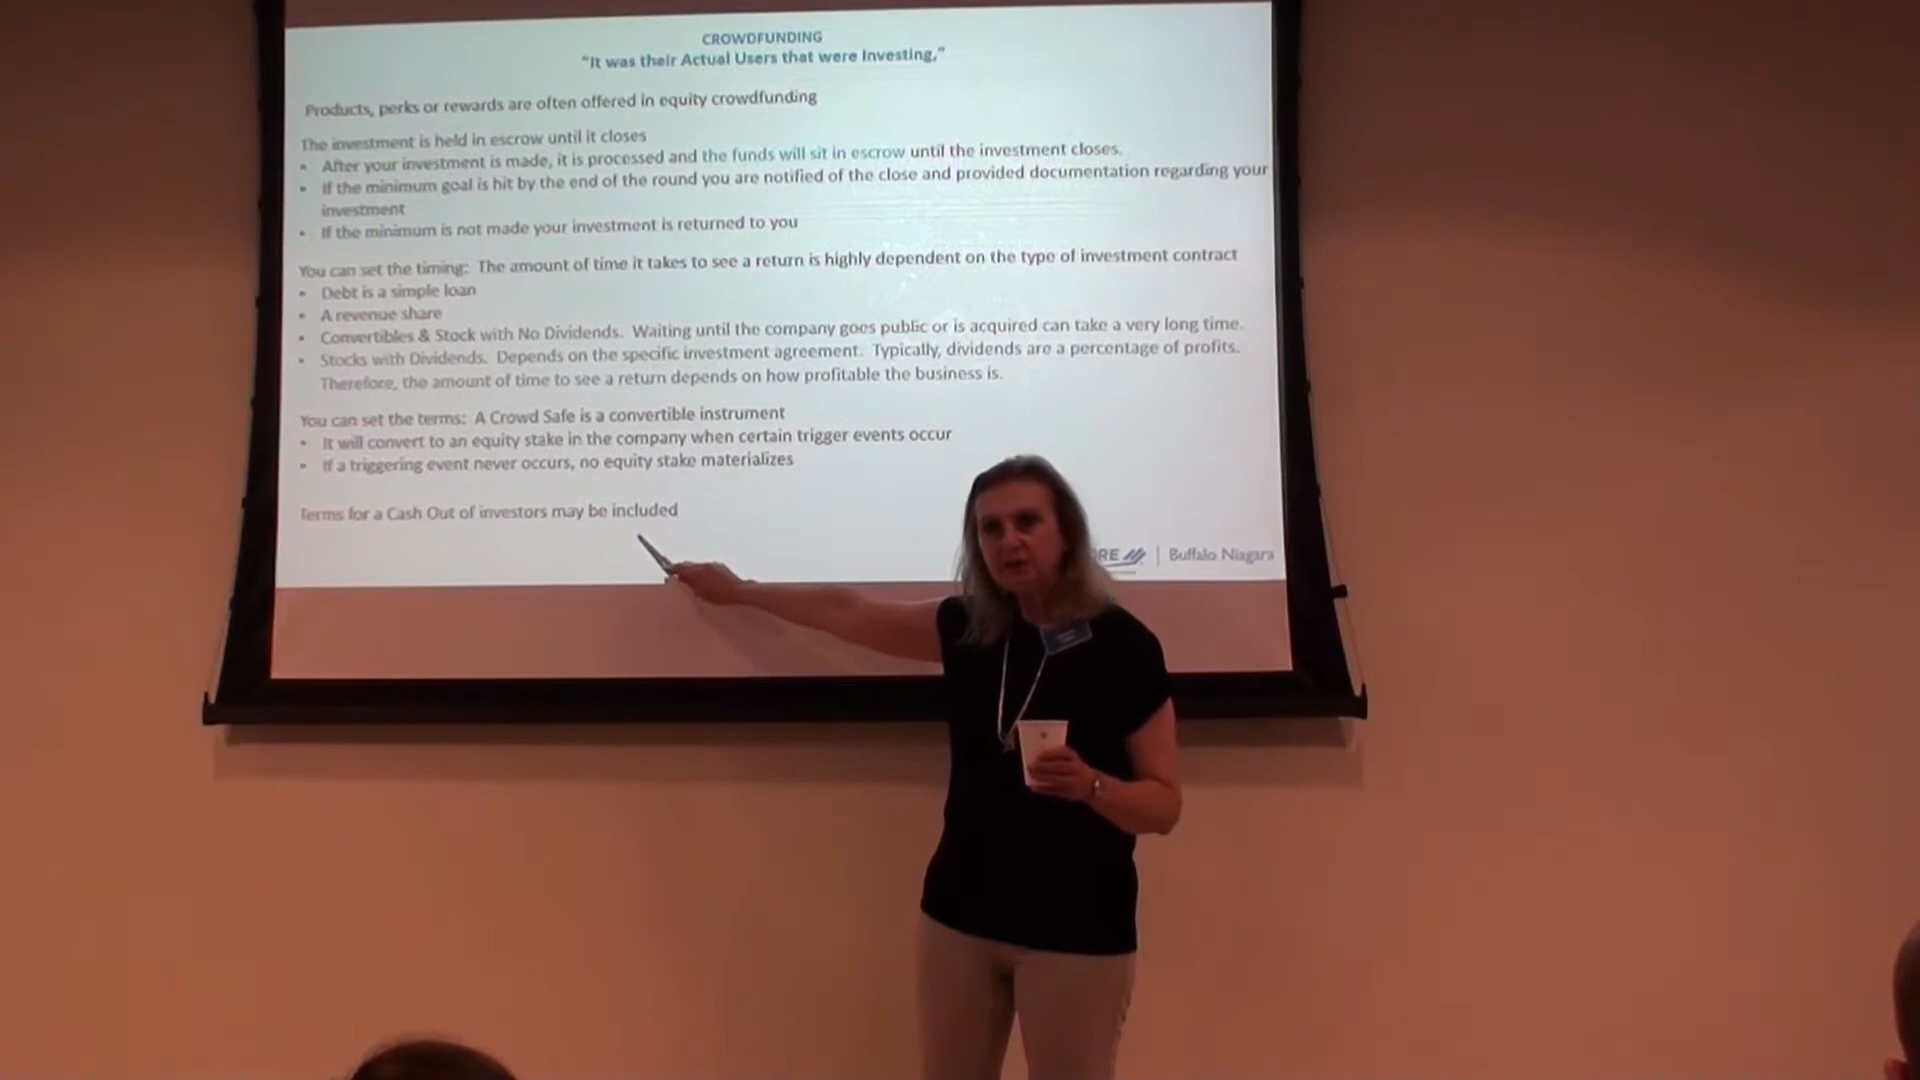 CROWDFUNDING
"It was their Actual Users that were Investing,"
Products, perks or rewards are often offered in equity crowdfunding
The investment is held in escrow until it closes
• After your investment is made, it is processed and the funds will sit in escrow until the investment closes.
• If the minimum goal is hit by the end of the round you are notified of the close and provided documentation regarding your
investment
• If the minimum is not made your investment is returned to you
You can set the timing: The amount of time it takes to see a return is highly dependent on the type of investment contract
• Debt is a simple loan
• A revenue share
• Convertibles & Stock with No Dividends. Waiting until the company goes public or is acquired can take a very long time.
• Stocks with Dividends. Depends on the specific investment agreement. Typically, dividends are a percentage of profits.
Therefore, the amount of time to see a return depends on how profitable the business is.
You can set the terms: A Crowd Safe is a convertible instrument
• It will convert to an equity stake in the company when certain trigger events occur
• If a triggering event never occurs, no equity stake materializes
Terms for a Cash Out of investors may be included
ORE | Buffalo Niagara